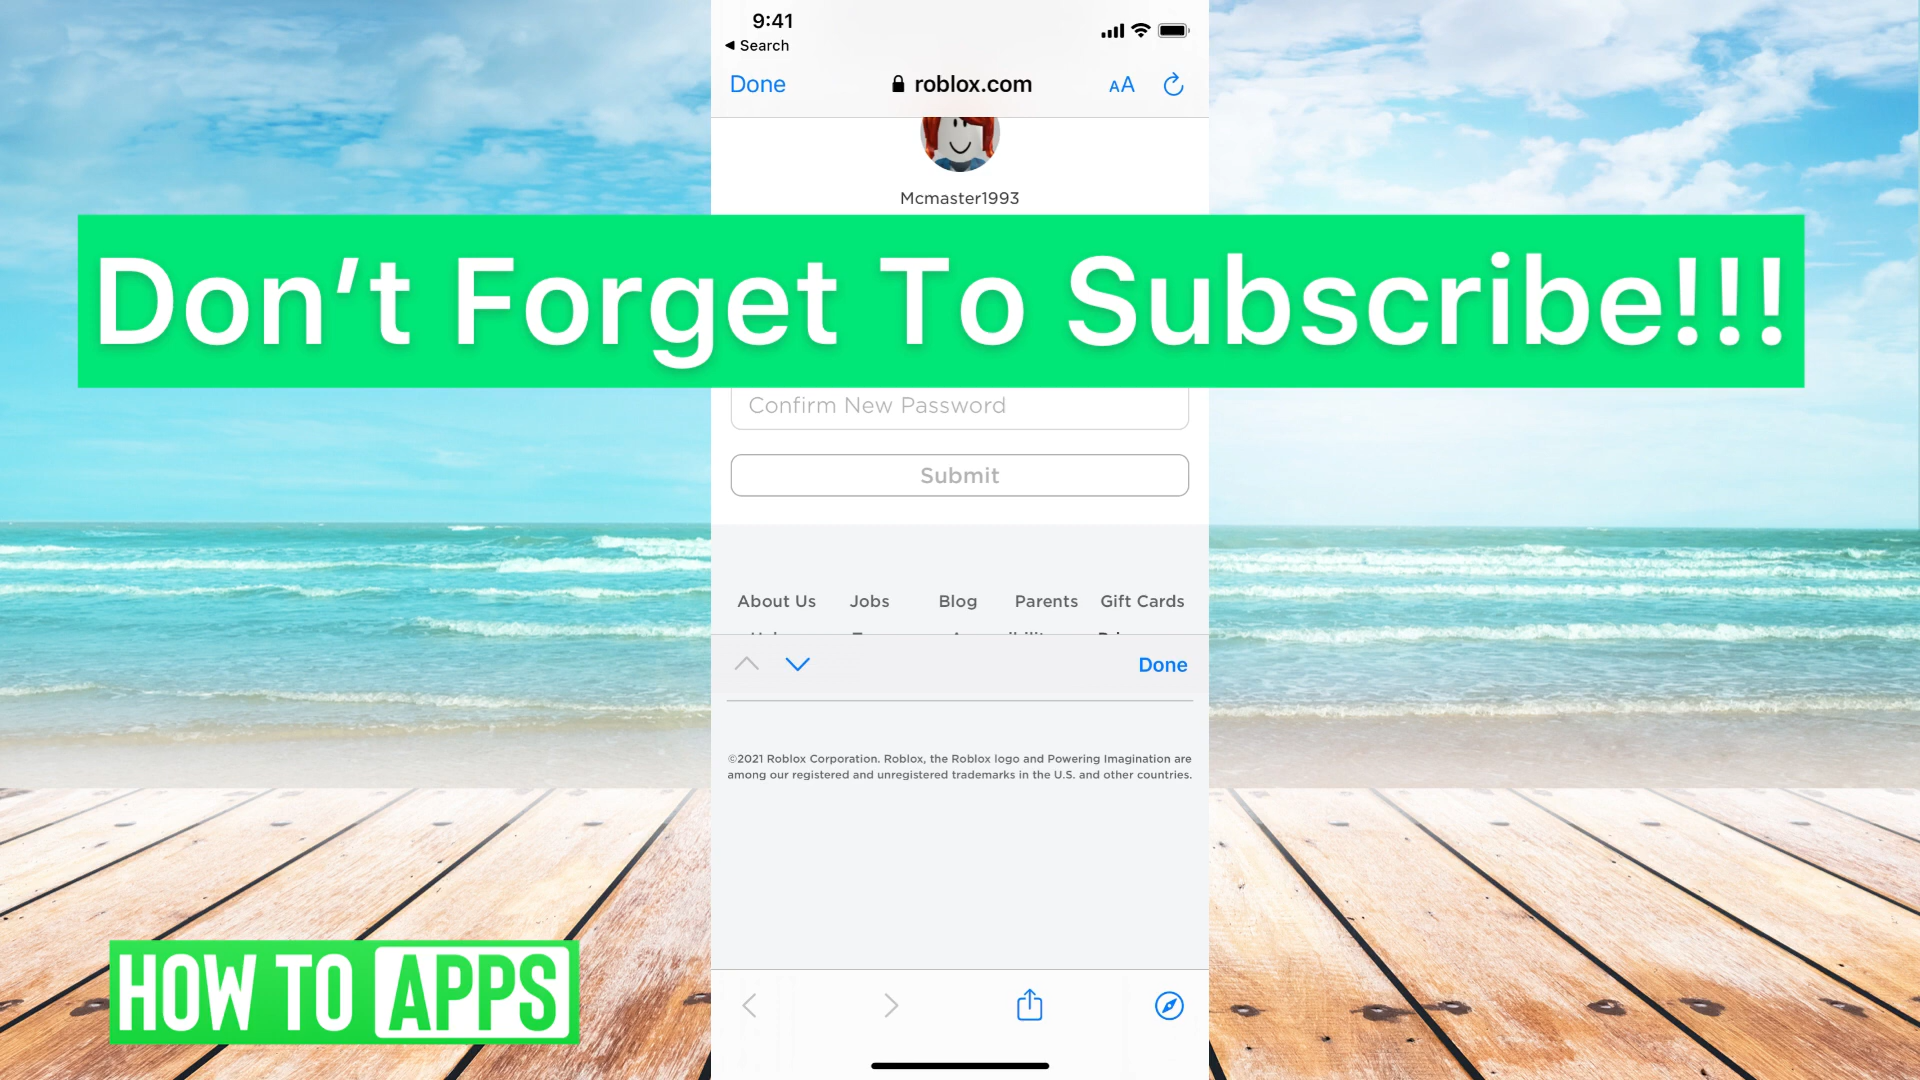 9:41
Search
Done
roblox.com
AA
Mcmaster1993
Don't Forget To Subscribe!!!
Confirm New Password
Submit
About Us Jobs Blog Parents Gift Cards
Done
©2021 Roblox Corporation. Roblox, the Roblox logo and Powering Imagination are
among our registered and unregistered trademarks in the U.S. and other countries.
HOW TO APPS